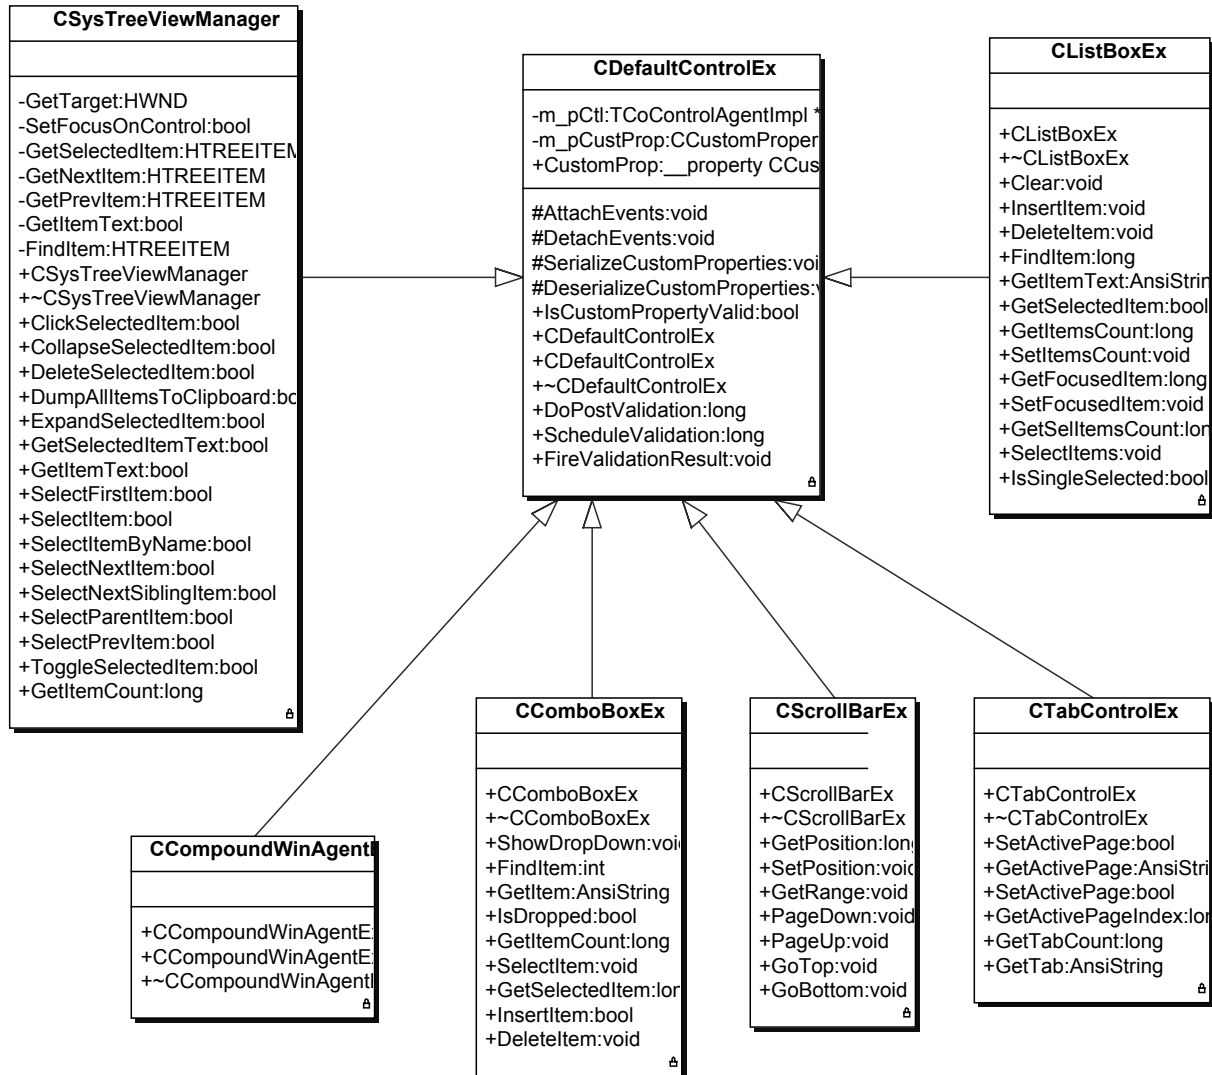 CSysTreeViewManager
-GetTarget:HWND
-SetFocusOnControl:bool
-GetSelectedItem:HTREEITEM
-GetNextItem:HTREEITEM
-GetPrevItem:HTREEITEM
-GetItemText:bool
-FindItem:HTREEITEM
+CSysTreeViewManager
+~CSysTreeViewManager
+ClickSelectedItem:bool
+CollapseSelectedItem:bool
+DeleteSelectedItem:bool
+DumpAllItemsToClipboard:bo
+ExpandSelectedItem:bool
+GetSelectedItemText:bool
+GetItemText:bool
+SelectFirstItem:bool
+SelectItem:bool
+SelectItemByName:bool
+SelectNextItem:bool
+SelectNextSiblingItem:bool
+SelectParentItem:bool
+SelectPrevItem:bool
+ToggleSelectedItem:bool
+GetItemCount:long
CDefaultControlEx
-m_pCtl:TCoControlAgentImpl *
-m_pCustProp:CCustomProper
+CustomProp:__property CCus
#AttachEvents:void
#DetachEvents:void
#SerializeCustomProperties:voi
#DeserializeCustomProperties:v
+IsCustomPropertyValid:bool
+CDefaultControlEx
+CDefaultControlEx
+~CDefaultControlEx
+DoPostValidation:long
+ScheduleValidation:long
+FireValidationResult:void
CListBoxEx
+CListBoxEx
+~CListBoxEx
+Clear:void
+InsertItem:void
+DeleteItem:void
+FindItem:long
+GetItemText:AnsiStrin
+GetSelectedItem:bool
+GetItemsCount:long
+SetItemsCount:void
+GetFocusedItem:long
+SetFocusedItem:void
+GetSelItemsCount:lon
+SelectItems:void
+IsSingleSelected:bool
CCompoundWinAgentE
+CCompoundWinAgentE
+CCompoundWinAgentE
+~CCompoundWinAgentE
CComboBoxEx
+CComboBoxEx
+~CComboBoxEx
+ShowDropDown:voi
+FindItem:int
+GetItem:AnsiString
+IsDropped:bool
+GetItemCount:long
+SelectItem:void
+GetSelectedItem:lon
+InsertItem:bool
+DeleteItem:void
CScrollBarEx
+CScrollBarEx
+~CScrollBarEx
+GetPosition:long
+SetPosition:void
+GetRange:void
+PageDown:void
+PageUp:void
+GoTop:void
+GoBottom:void
CTabControlEx
+CTabControlEx
+~CTabControlEx
+SetActivePage:bool
+GetActivePage:AnsiStri
+SetActivePage:bool
+GetActivePageIndex:lon
+GetTabCount:long
+GetTab:AnsiString